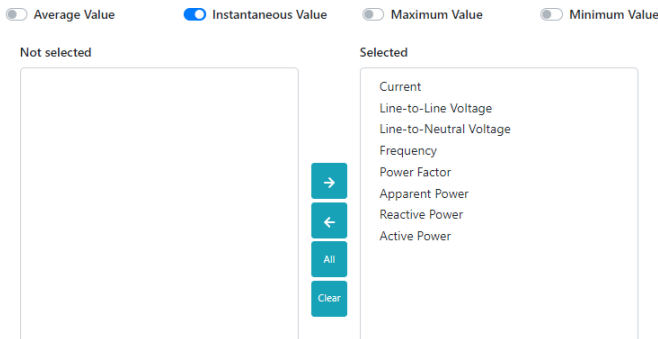 Average Value
Instantaneous Value
Maximum Value
Minimum Value
Not selected
Selected
Current
Line-to-Line Voltage
Line-to-Neutral Voltage
Frequency
Power Factor
Apparent Power
Reactive Power
Active Power
All
Clear